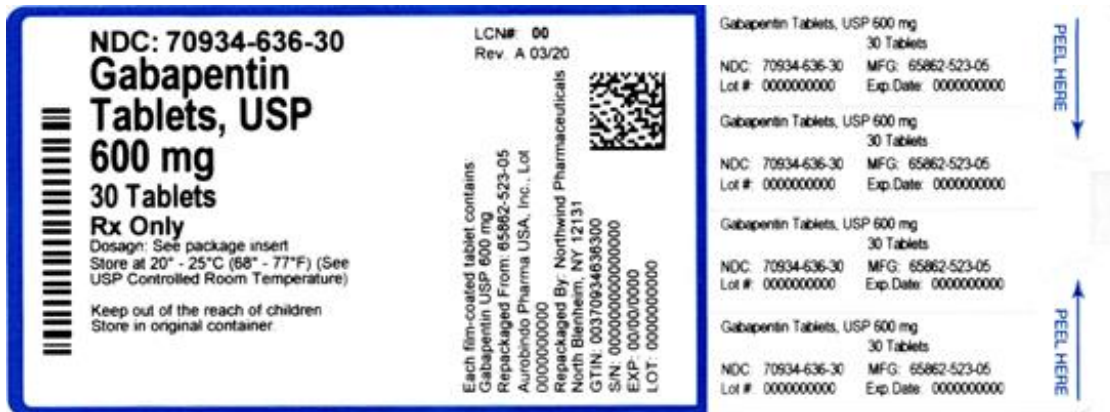 NDC: 70934-636-30
Gabapentin
Tablets, USP
600 mg
30 Tablets
Rx Only
Dosagn: See package insert
Store at 20° - 25°C (68° - 77°F) (See
USP Controlled Room Temperature)
Keep out of the reach of children
Store in original container
LCN#: 00
Rev. A 03/20
Each film-coated tablet contains
Gabapentin USP 600 mg
Repackaged From: 65862-523-05
Aurobindo Pharma USA, Inc., Lot
0000000000
Repackaged By: Northwind Pharmaceuticals
North Blenheim, NY 12131
GTIN: 00370934636300
S/N: 00000000000000000
EXP: 00/00/0000
LOT: 0000000000
Gabapentin Tablets, USP 600 mg
30 Tablets
NDC: 70934-636-30 MFG: 65862-523-05
Lot #: 0000000000 Exp.Date: 0000000000
Gabapentin Tablets, USP 600 mg
30 Tablets
NDC: 70934-636-30 MFG: 65862-523-05
Lot #: 0000000000 Exp.Date: 0000000000
Gabapentin Tablets, USP 600 mg
30 Tablets
NDC: 70934-636-30 MFG: 65862-523-05
Lot #: 0000000000 Exp.Date: 0000000000
Gabapentin Tablets, USP 600 mg
30 Tablets
NDC: 70934-636-30 MFG: 65862-523-05
Lot #: 0000000000 Exp.Date: 0000000000
PEEL HERE
PEEL HERE